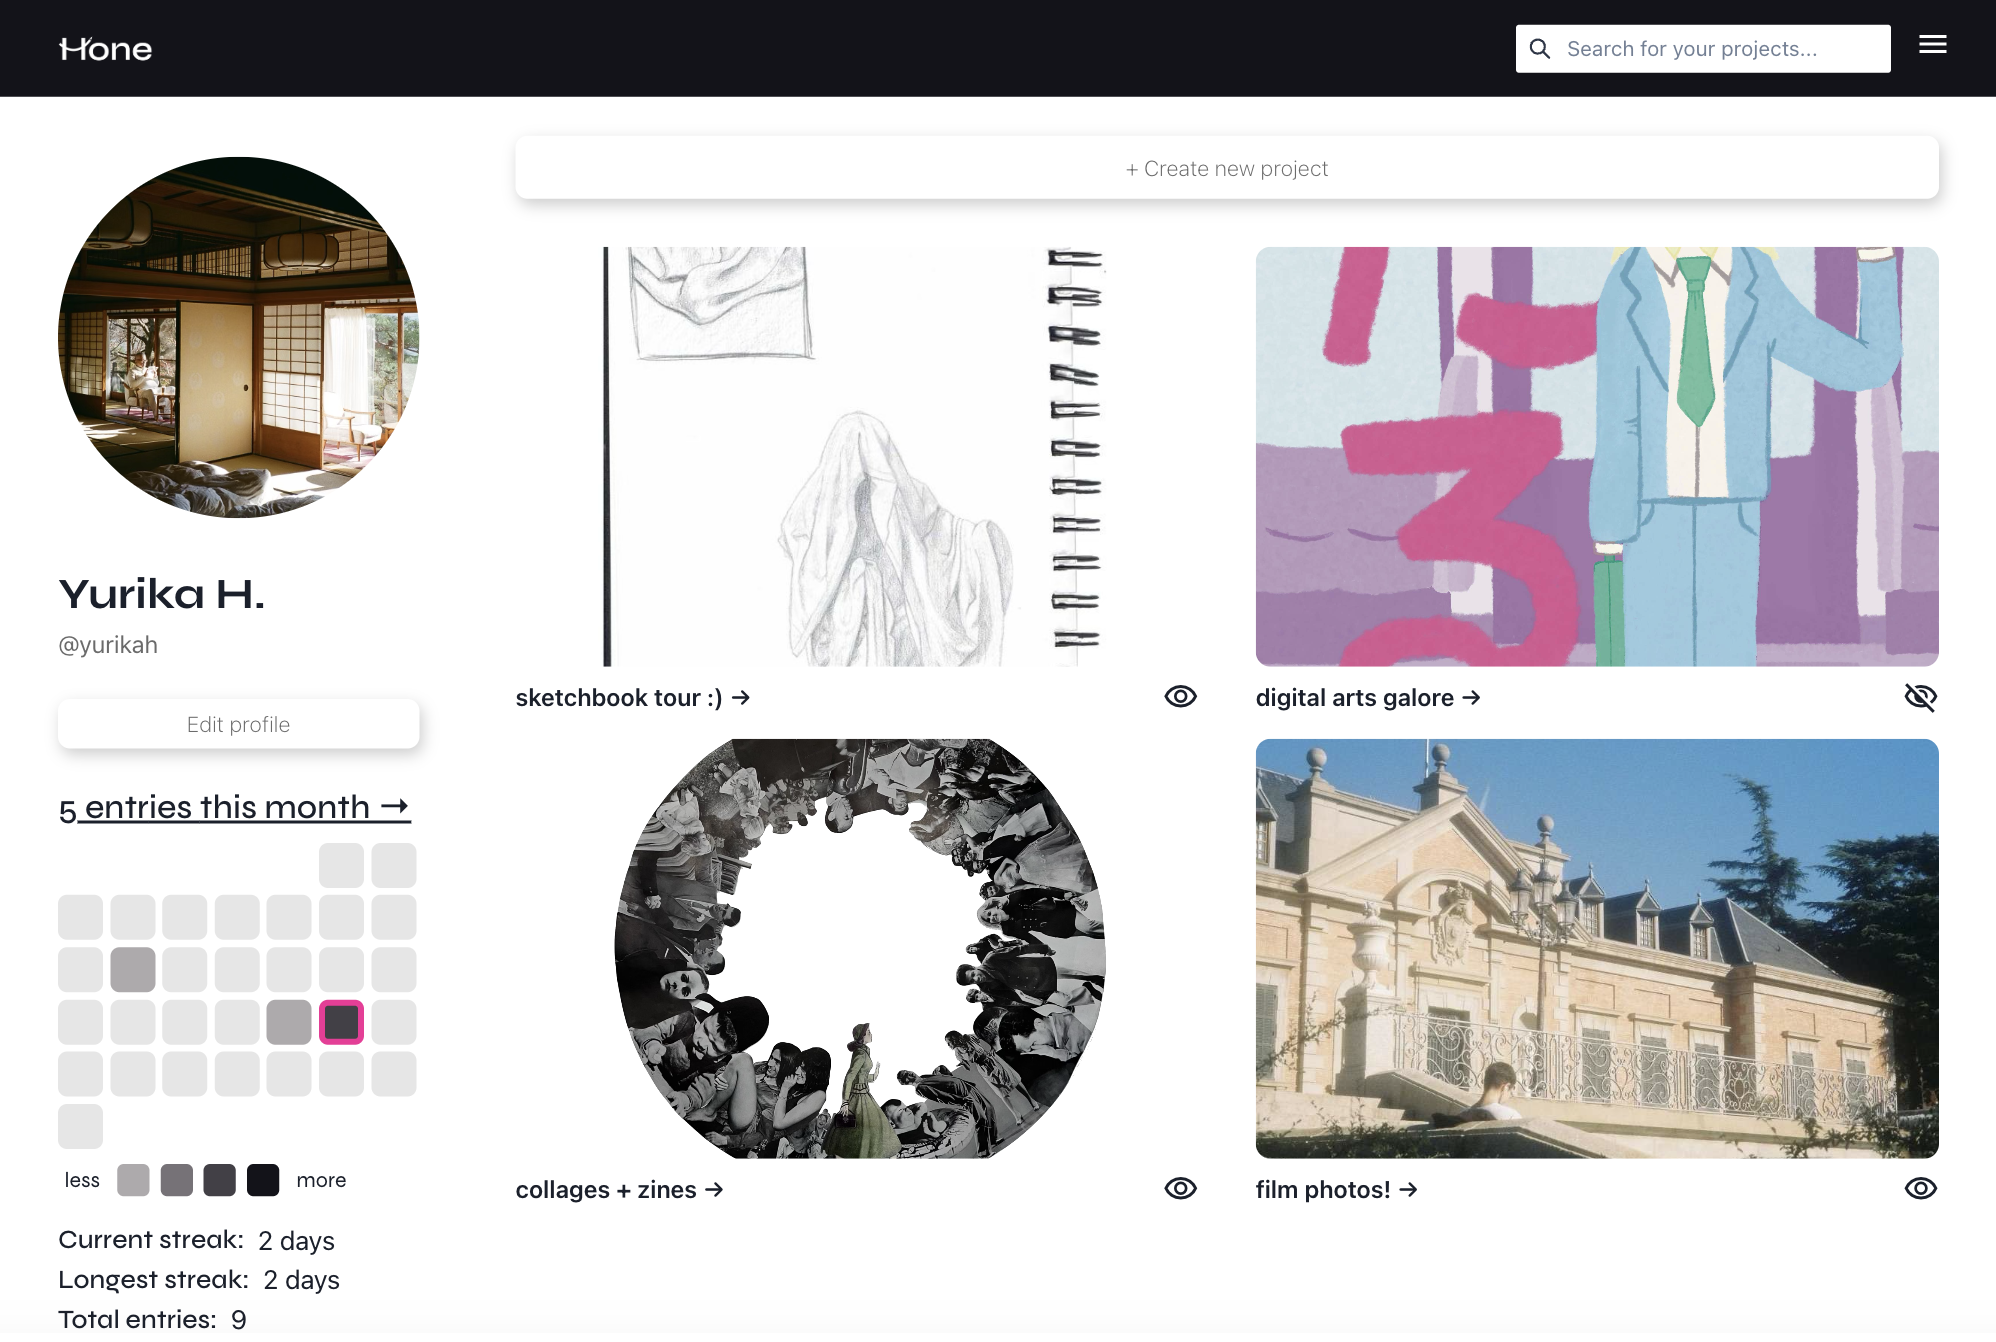 Hone
Search for your projects...
+ Create new project
Yurika H.
@yurikah
Edit profile
5 entries this month →
less
more
Current streak: 2 days
Longest streak: 2 days
Total entries: 9
sketchbook tour :) →
digital arts galore →
collages + zines →
film photos! →